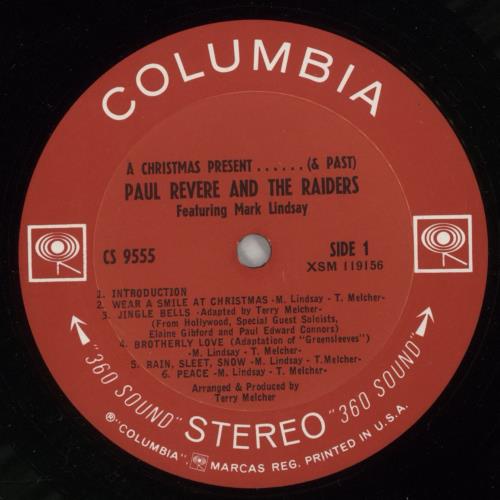 COLUMBIA
A CHRISTMAS PRESENT......(& PAST)
PAUL REVERE AND THE RAIDERS
Featuring Mark Lindsay
CS 9555
SIDE 1
XSM 119156
1. INTRODUCTION
2. WEAR A SMILE AT CHRISTMAS -M. Lindsay - T. Melcher-
3. JINGLE BELLS -Adapted by Terry Melcher-
(From Hollywood, Special Guest Soloists,
Elaine Gibford and Paul Edward Connors)
4. BROTHERLY LOVE (Adaptation of "Greensleeves")
-M. Lindsay - T. Melcher-
5. RAIN, SLEET, SNOW -M. Lindsay - T. Melcher-
6. PEACE -M. Lindsay - T. Melcher-
Arranged & Produced by
Terry Melcher
"360 SOUND" STEREO "360 SOUND"
℗"COLUMBIA", MARCAS REG. PRINTED IN U.S.A.